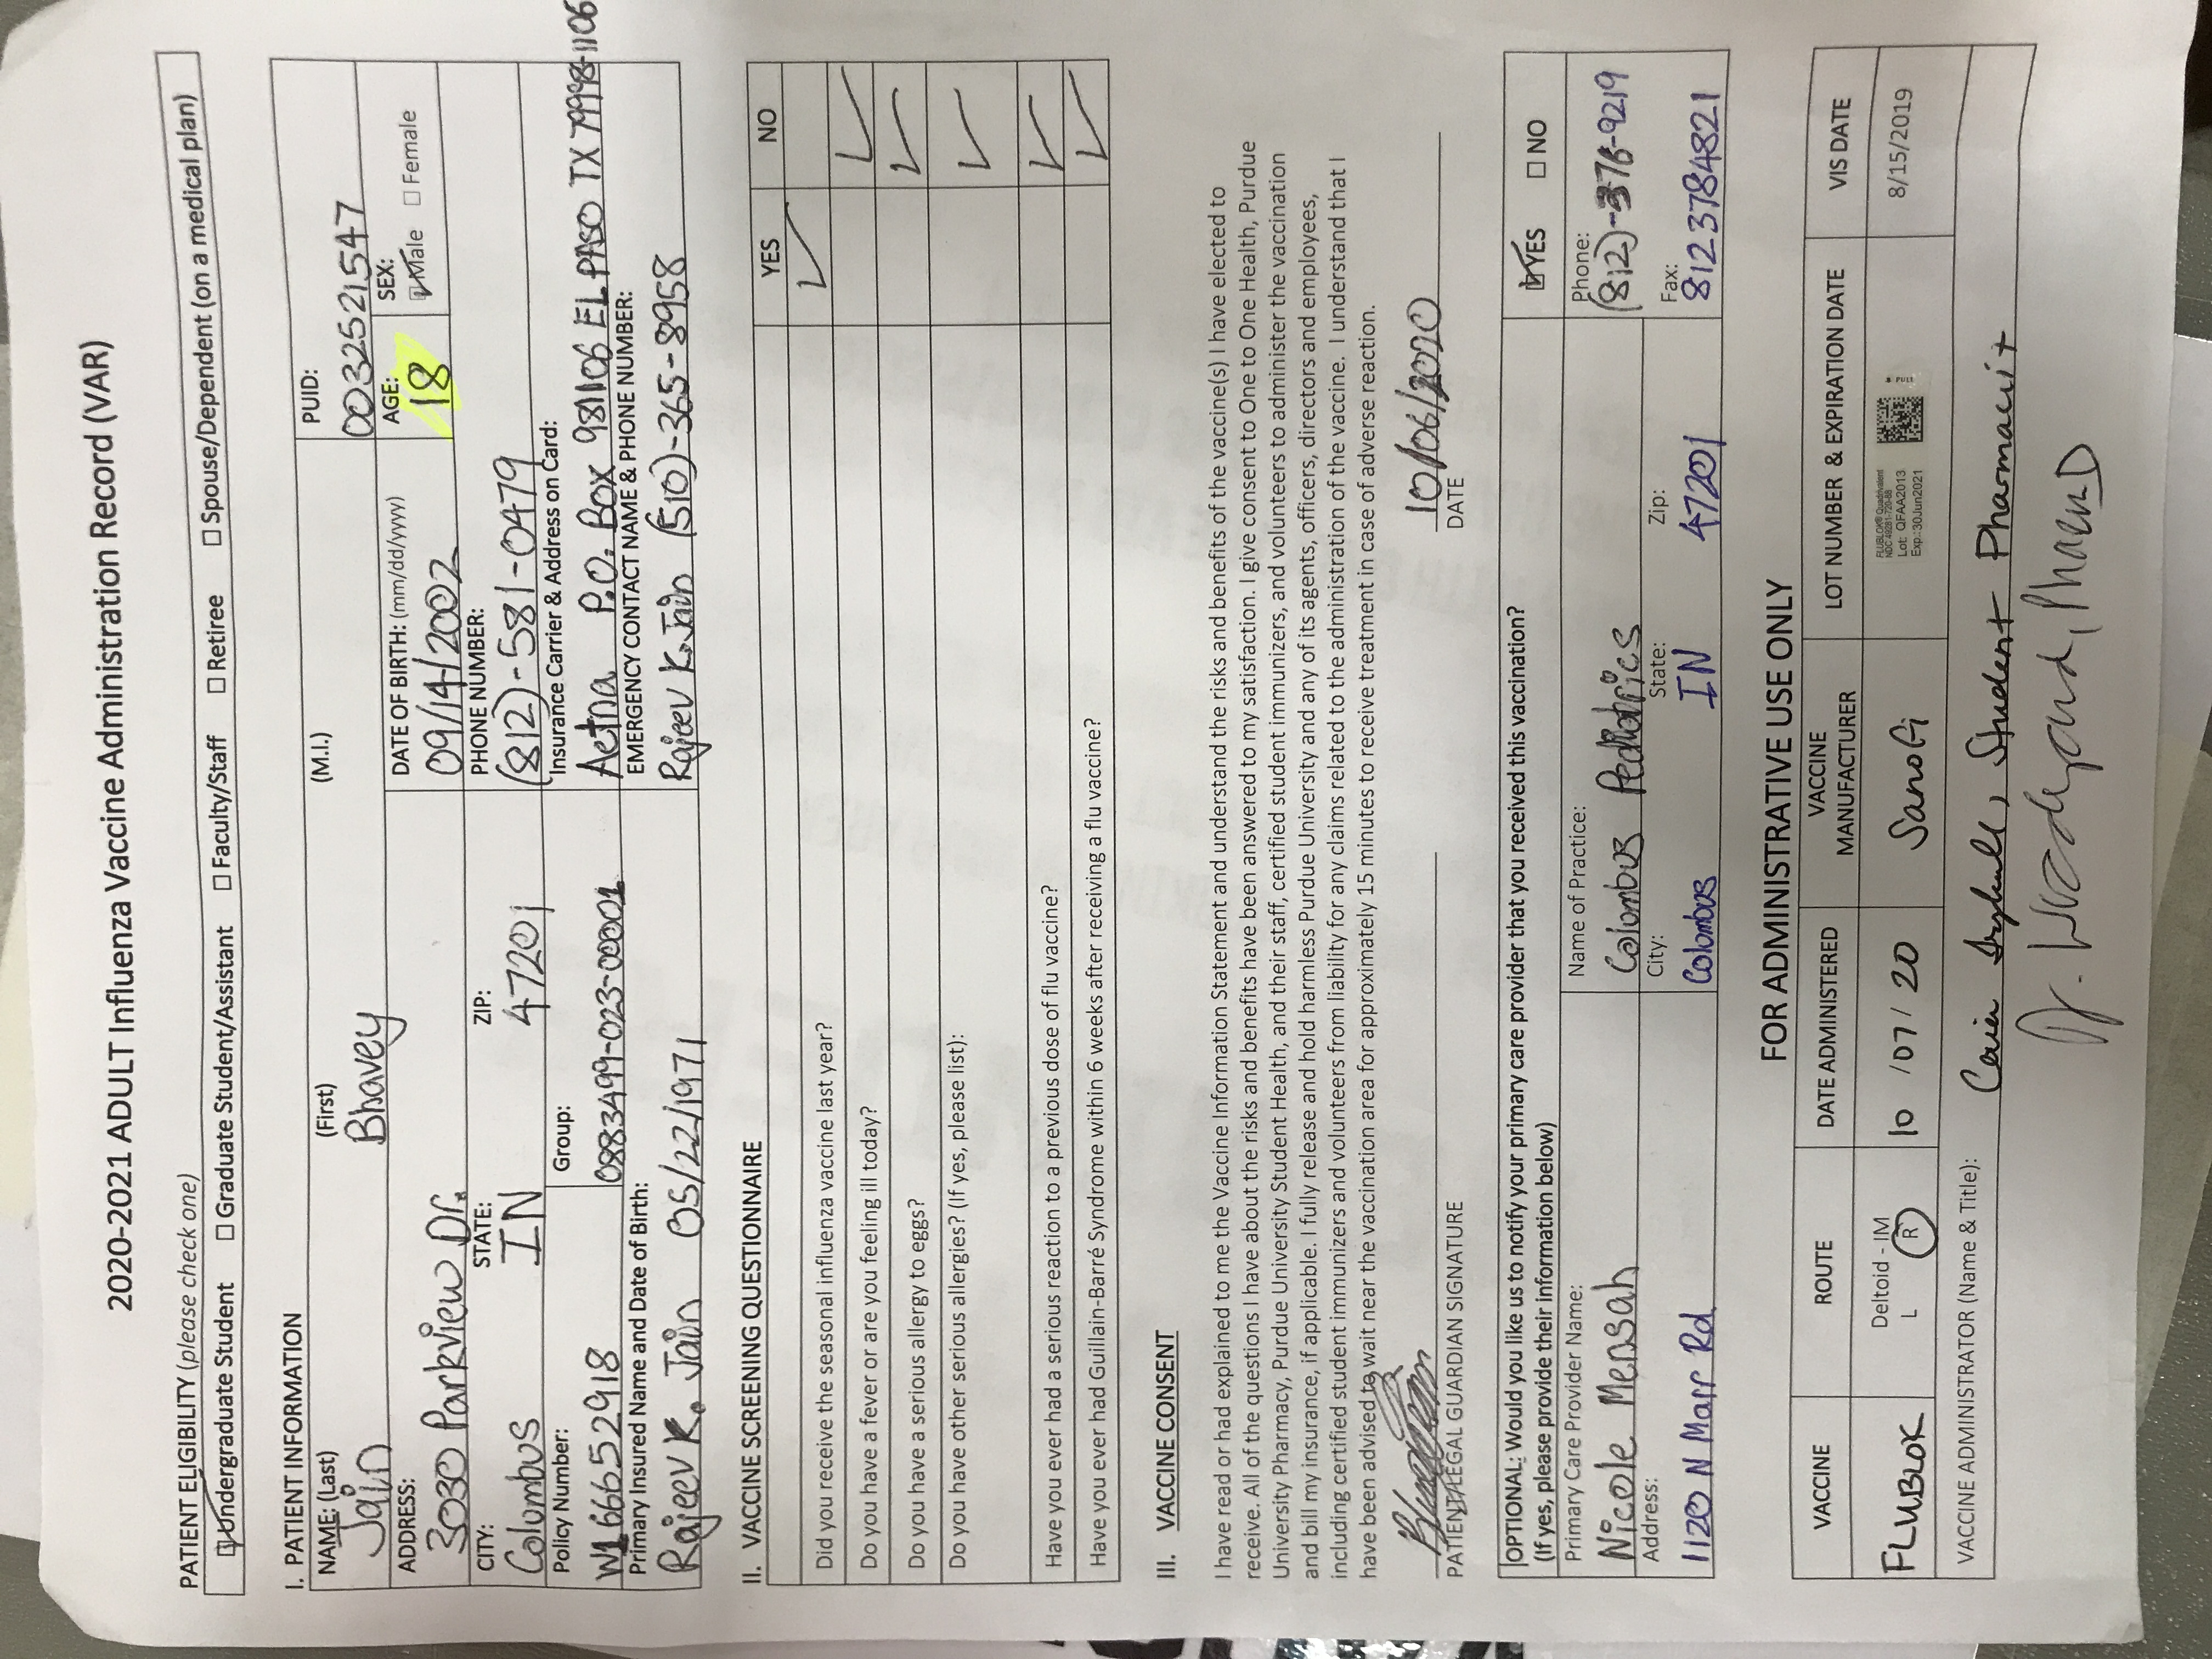 2020-2021 ADULT Influenza Vaccine Administration Record (VAR)
PATIENT ELIGIBILITY (please check one)
Undergraduate Student ☐ Graduate Student/Assistant ☐ Faculty/Staff ☐ Retiree ☐ Spouse/Dependent (on a medical plan)
I. PATIENT INFORMATION
NAME: (Last) (First) (M.I.) PUID:
Jain Bhavey 0032521547
ADDRESS: DATE OF BIRTH: (mm/dd/yyyy) AGE: SEX:
3030 Parkview Dr. 09/14/2002 18 Male ☐ Female
CITY: STATE: ZIP: PHONE NUMBER:
Columbus IN 47201 (812)-581-0479
Policy Number: Group: Insurance Carrier & Address on Card:
W166652918 0883499-023-00001 Aetna P.O. Box 981106 EL PASO TX 79998-1106
Primary Insured Name and Date of Birth: EMERGENCY CONTACT NAME & PHONE NUMBER:
Rajeev K. Jain 05/22/1971 Rajeev K. Jain (510)-365-8958
II. VACCINE SCREENING QUESTIONNAIRE
YES NO
Did you receive the seasonal influenza vaccine last year?
Do you have a fever or are you feeling ill today?
Do you have a serious allergy to eggs?
Do you have other serious allergies? (If yes, please list):
Have you ever had a serious reaction to a previous dose of flu vaccine?
Have you ever had Guillain-Barré Syndrome within 6 weeks after receiving a flu vaccine?
III. VACCINE CONSENT
I have read or had explained to me the Vaccine Information Statement and understand the risks and benefits of the vaccine(s) I have elected to
receive. All of the questions I have about the risks and benefits have been answered to my satisfaction. I give consent to One to One Health, Purdue
University Pharmacy, Purdue University Student Health, and their staff, certified student immunizers, and volunteers to administer the vaccination
and bill my insurance, if applicable. I fully release and hold harmless Purdue University and any of its agents, officers, directors and employees,
including certified student immunizers and volunteers from liability for any claims related to the administration of the vaccine. I understand that I
have been advised to wait near the vaccination area for approximately 15 minutes to receive treatment in case of adverse reaction.
10/06/2020
PATIENT/LEGAL GUARDIAN SIGNATURE DATE
OPTIONAL: Would you like us to notify your primary care provider that you received this vaccination?
(If yes, please provide their information below) YES ☐ NO
Primary Care Provider Name: Name of Practice: Phone:
Nicole Mensah Columbus Pediatrics (812)-376-9219
Address: City: State: Zip: Fax:
1120 N Marr Rd Columbus IN 47201 8123784821
FOR ADMINISTRATIVE USE ONLY
VACCINE ROUTE DATE ADMINISTERED VACCINE MANUFACTURER LOT NUMBER & EXPIRATION DATE VIS DATE
Deltoid - IM
FLUBLOK L R 10 /07/ 20 Sanofi 8/15/2019
FLUBLOK® Quadrivalent
NDC 49281-720-88
Lot: QFAA2013
Exp.:30Jun2021
VACCINE ADMINISTRATOR (Name & Title): Student Pharmacist
PharmD